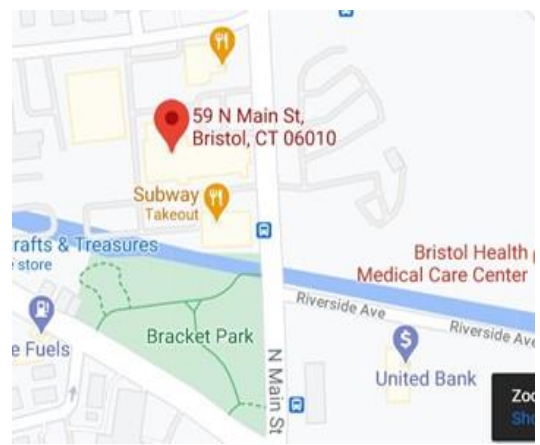 59 N Main St,
Bristol, CT 06010
Subway
Takeout
rafts & Treasures
store
Bristol Health
Medical Care Center
Riverside Ave
Riverside Ave
e Fuels
Bracket Park
United Bank
N Main St
Zoo
Sho